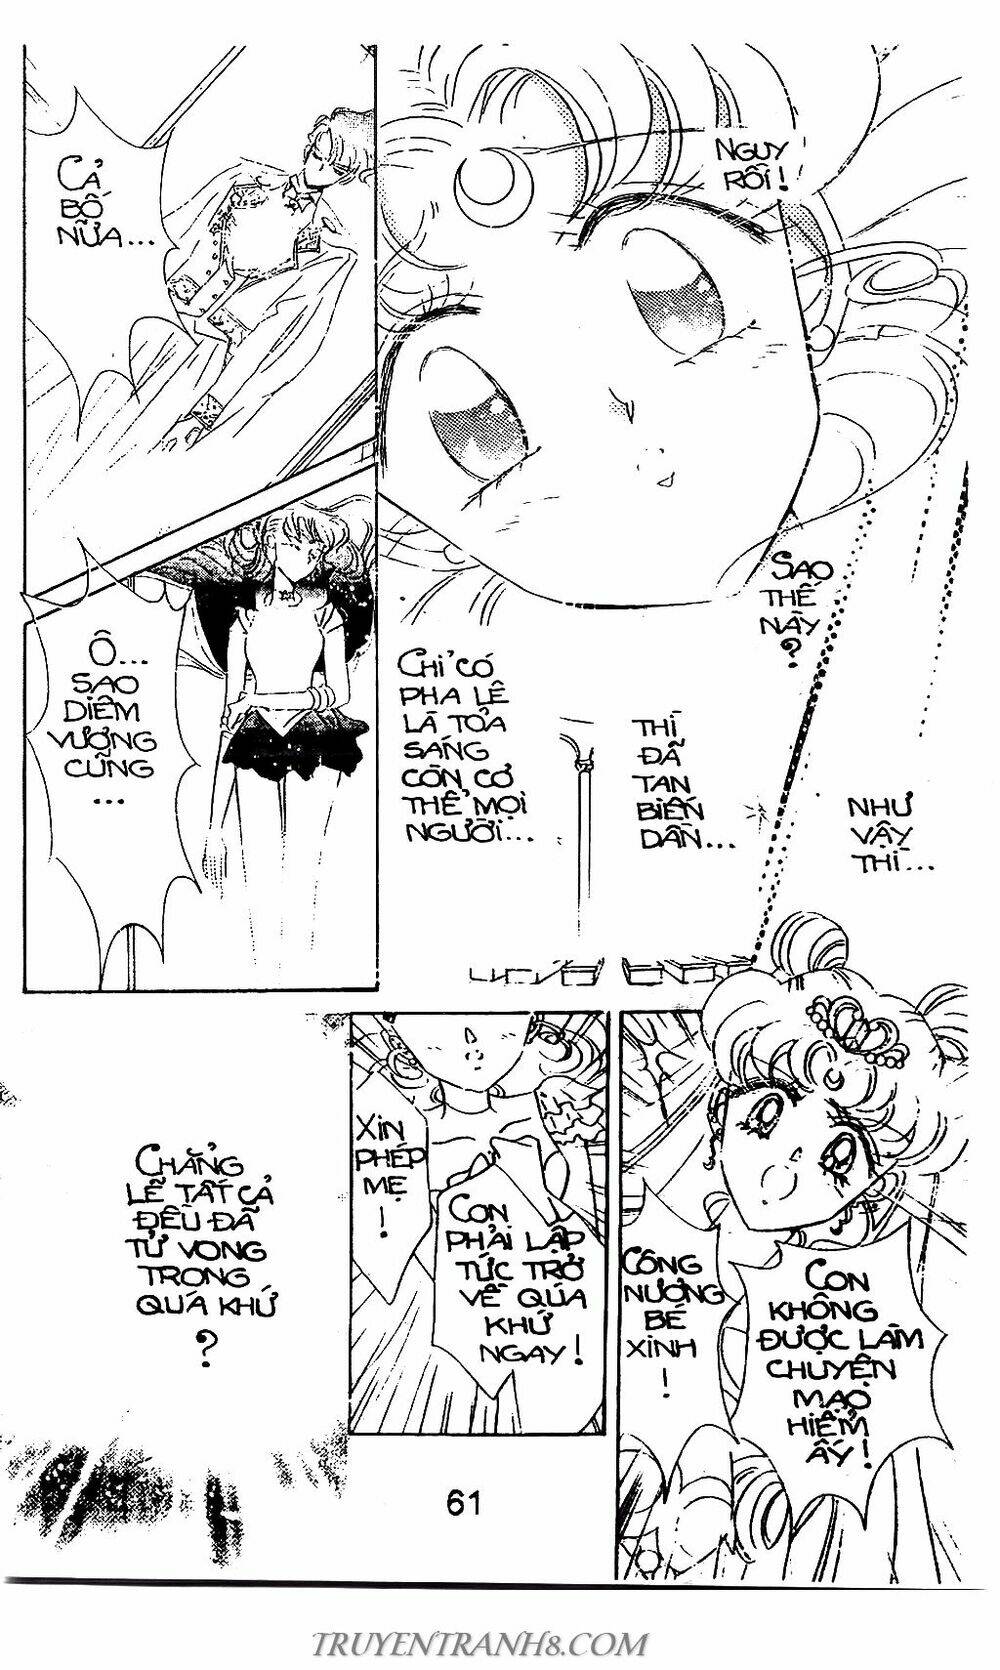 NGUY
RỒI!
CẢ
BỐ
NỮA...
SAO
THẾ
NÀY
?
CHỈ CÓ
PHA LÊ
LÀ TỎA
SÁNG
CÒN CƠ
THỂ MỌI
NGƯỜI...
THÌ
ĐÃ
TAN
BIẾN
DẦN...
NHƯ
VẬY
THÌ...
Ô...
SAO
DIÊM
VƯƠNG
CŨNG
...
CHẲNG
LẼ TẤT CẢ
ĐỀU ĐÃ
TỬ VONG
TRONG
QUÁ KHỨ
?
XIN
PHÉP
MẸ
!
CON
PHẢI LẬP
TỨC TRỞ
VỀ QÚA
KHỨ
NGAY!
CÔNG
NƯƠNG
BÉ
XINH
!
CON
KHÔNG
ĐƯỢC LÀM
CHUYỆN
MẠO
HIỂM
ẤY!
61
TRUYENTRANH8.COM